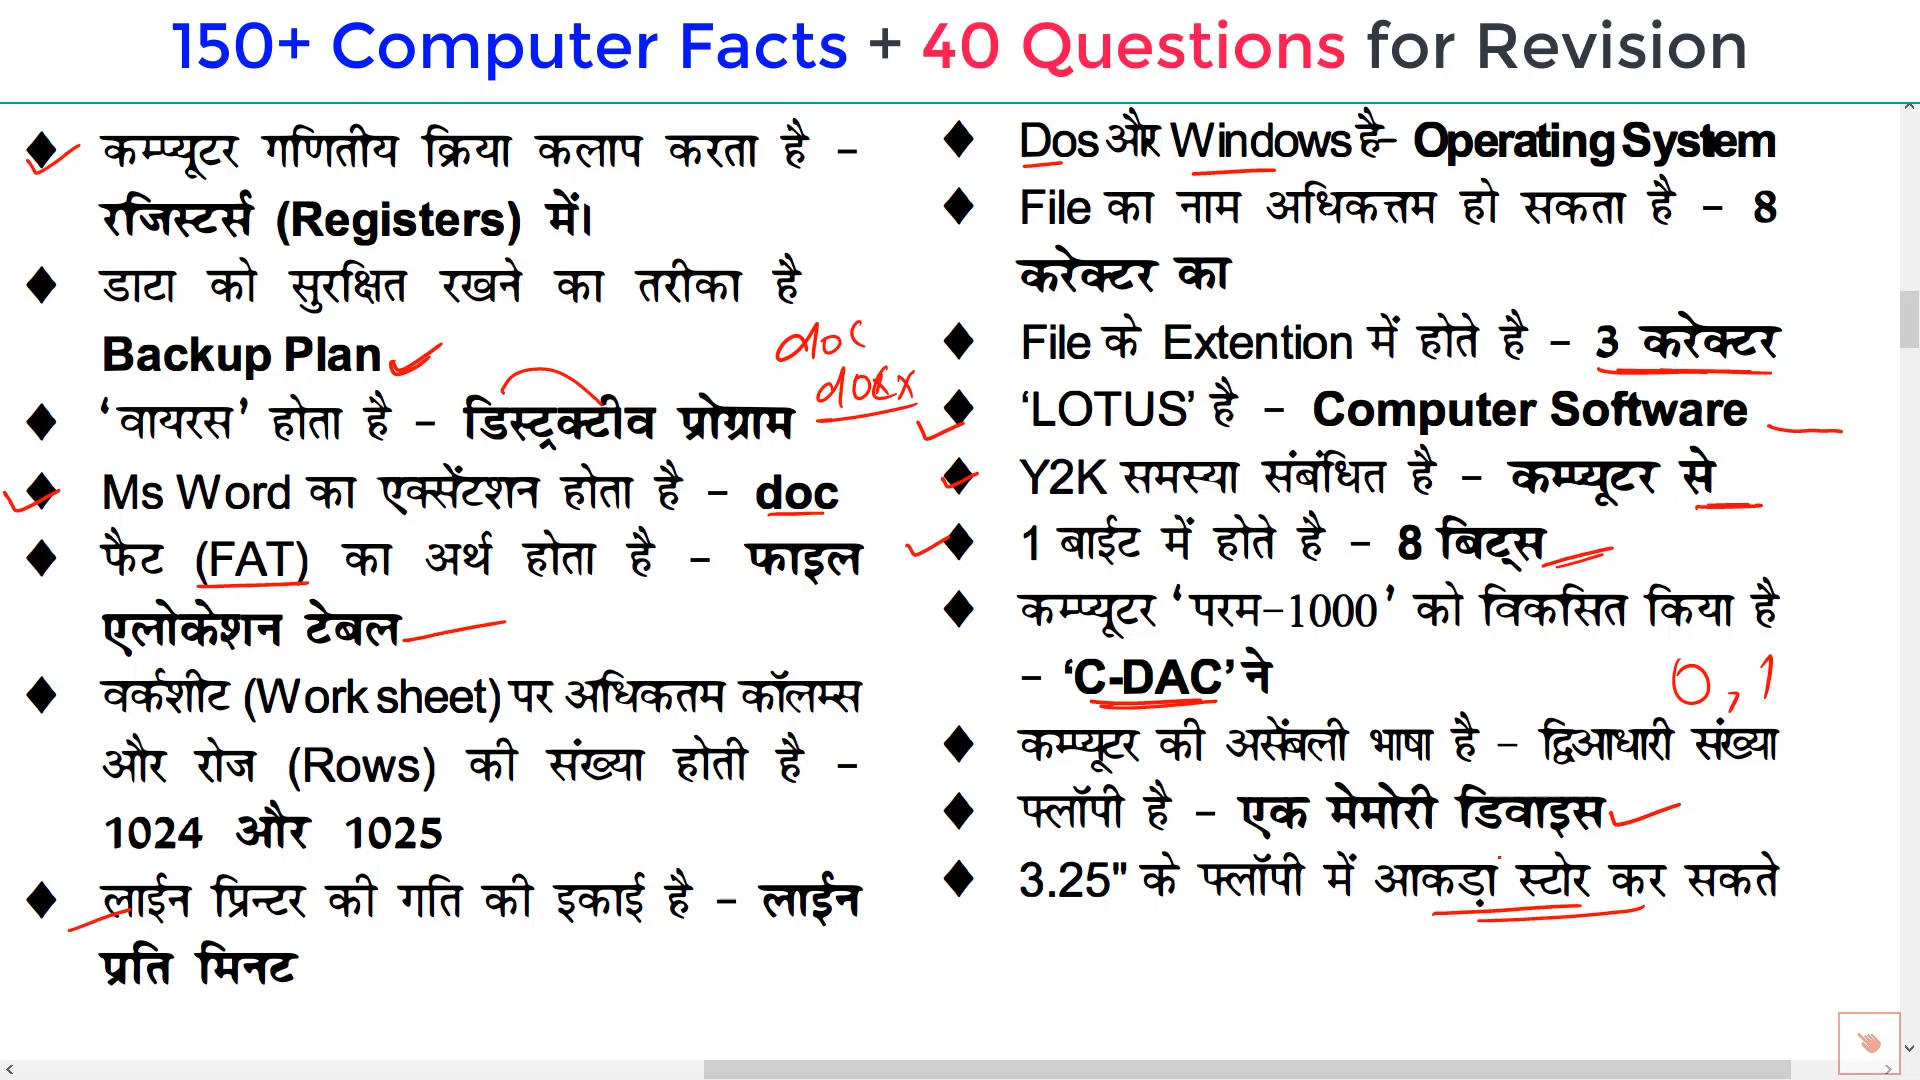 150+ Computer Facts + 40 Questions for Revision
कम्प्यूटर गणितीय क्रिया कलाप करता है –
रजिस्टर्स (Registers) में।
डाटा को सुरक्षित रखने का तरीका है
Backup Plan
‘वायरस’ होता है – डिस्ट्रक्टीव प्रोग्राम
Ms Word का एक्सेंटशन होता है – doc
फैट (FAT) का अर्थ होता है – फाइल
एलोकेशन टेबल
वर्कशीट (Work sheet) पर अधिकतम कॉलम्स
और रोज (Rows) की संख्या होती है –
1024 और 1025
लाईन प्रिन्टर की गति की इकाई है – लाईन
प्रति मिनट
doc
docx
Dos और Windows है– Operating System
File का नाम अधिकत्तम हो सकता है – 8
करेक्टर का
File के Extention में होते है – 3 करेक्टर
‘LOTUS’ है – Computer Software
Y2K समस्या संबंधित है – कम्प्यूटर से
1 बाईट में होते है – 8 बिट्स
कम्प्यूटर ‘परम–1000’ को विकसित किया है
– ‘C-DAC’ ने
0, 1
कम्प्यूटर की असेंबली भाषा है – द्विआधारी संख्या
फ्लॉपी है – एक मेमोरी डिवाइस
3.25" के फ्लॉपी में आकड़ा स्टोर कर सकते